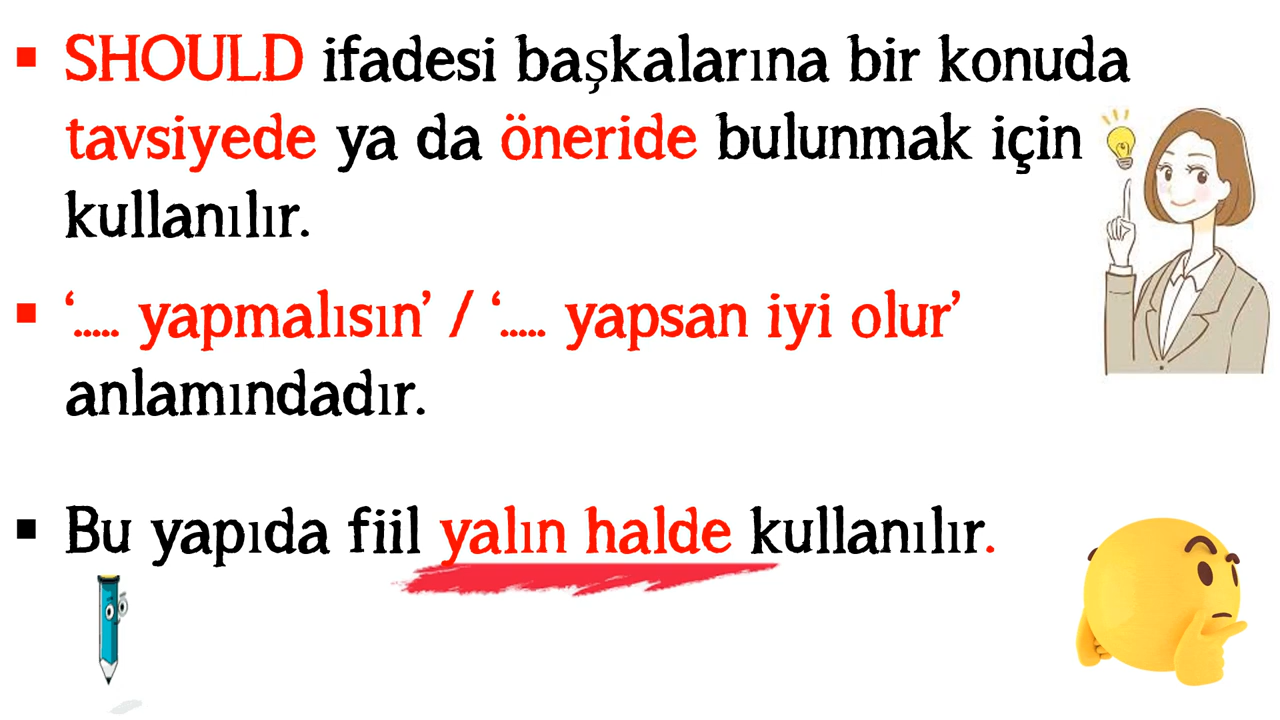 ▪ SHOULD ifadesi başkalarına bir konuda
tavsiyede ya da öneride bulunmak için
kullanılır.
▪ ‘...... yapmalısın’ / ‘...... yapsan iyi olur’
anlamındadır.
▪ Bu yapıda fiil yalın halde kullanılır.